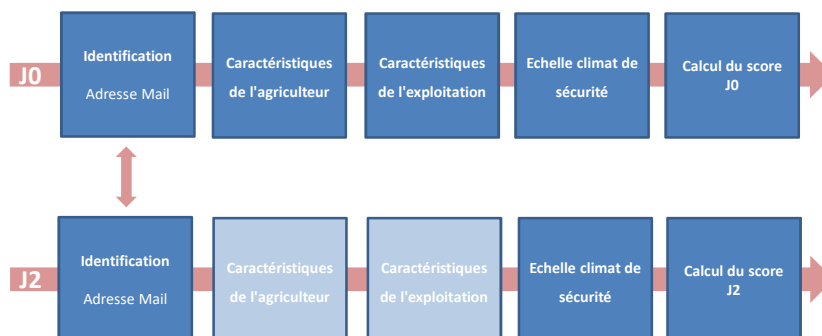 J0
Identification
Adresse Mail
Caractéristiques
de l'agriculteur
Caractéristiques
de l'exploitation
Echelle climat de
sécurité
Calcul du score
J0
J2
Identification
Adresse Mail
Caractéristiques
de l'agriculteur
Caractéristiques
de l'exploitation
Echelle climat de
sécurité
Calcul du score
J2